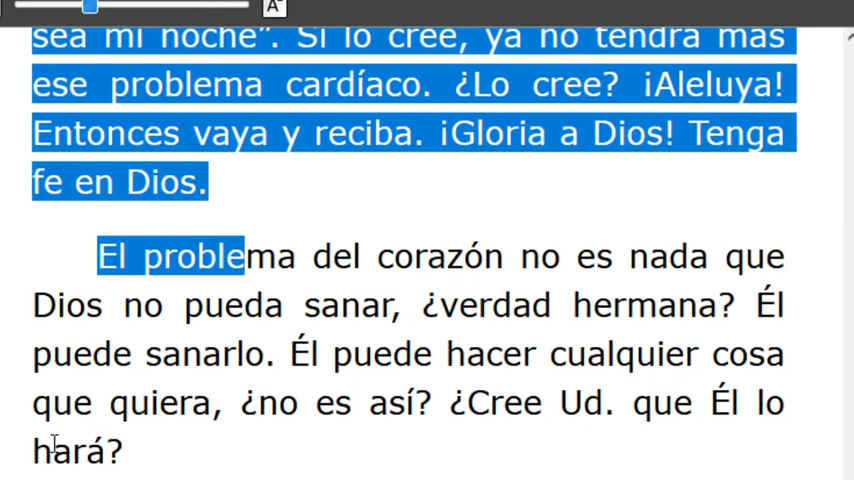 A
sea mi noche”. Si lo cree, ya no tendrá más
ese problema cardíaco. ¿Lo cree? ¡Aleluya!
Entonces vaya y reciba. ¡Gloria a Dios! Tenga
fe en Dios.
El problema del corazón no es nada que
Dios no pueda sanar, ¿verdad hermana? Él
puede sanarlo. Él puede hacer cualquier cosa
que quiera, ¿no es así? ¿Cree Ud. que Él lo
hará?